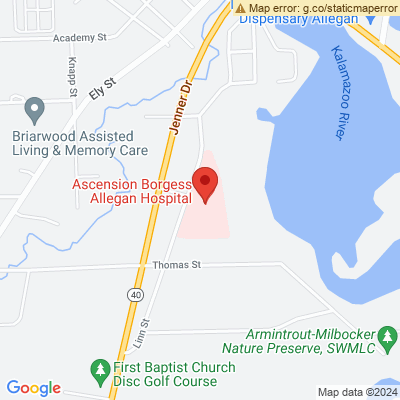 Map error: g.co/staticmaperror
Dispensary Allegan
Academy St
Kalamazoo River
Knapp St
Ely St
Jenner Dr
Briarwood Assisted
Living & Memory Care
Ascension Borgess
Allegan Hospital
Thomas St
40
Linn St
Armintrout-Milbocker
Nature Preserve, SWMLC
First Baptist Church
Disc Golf Course
Google
Map data ©2024